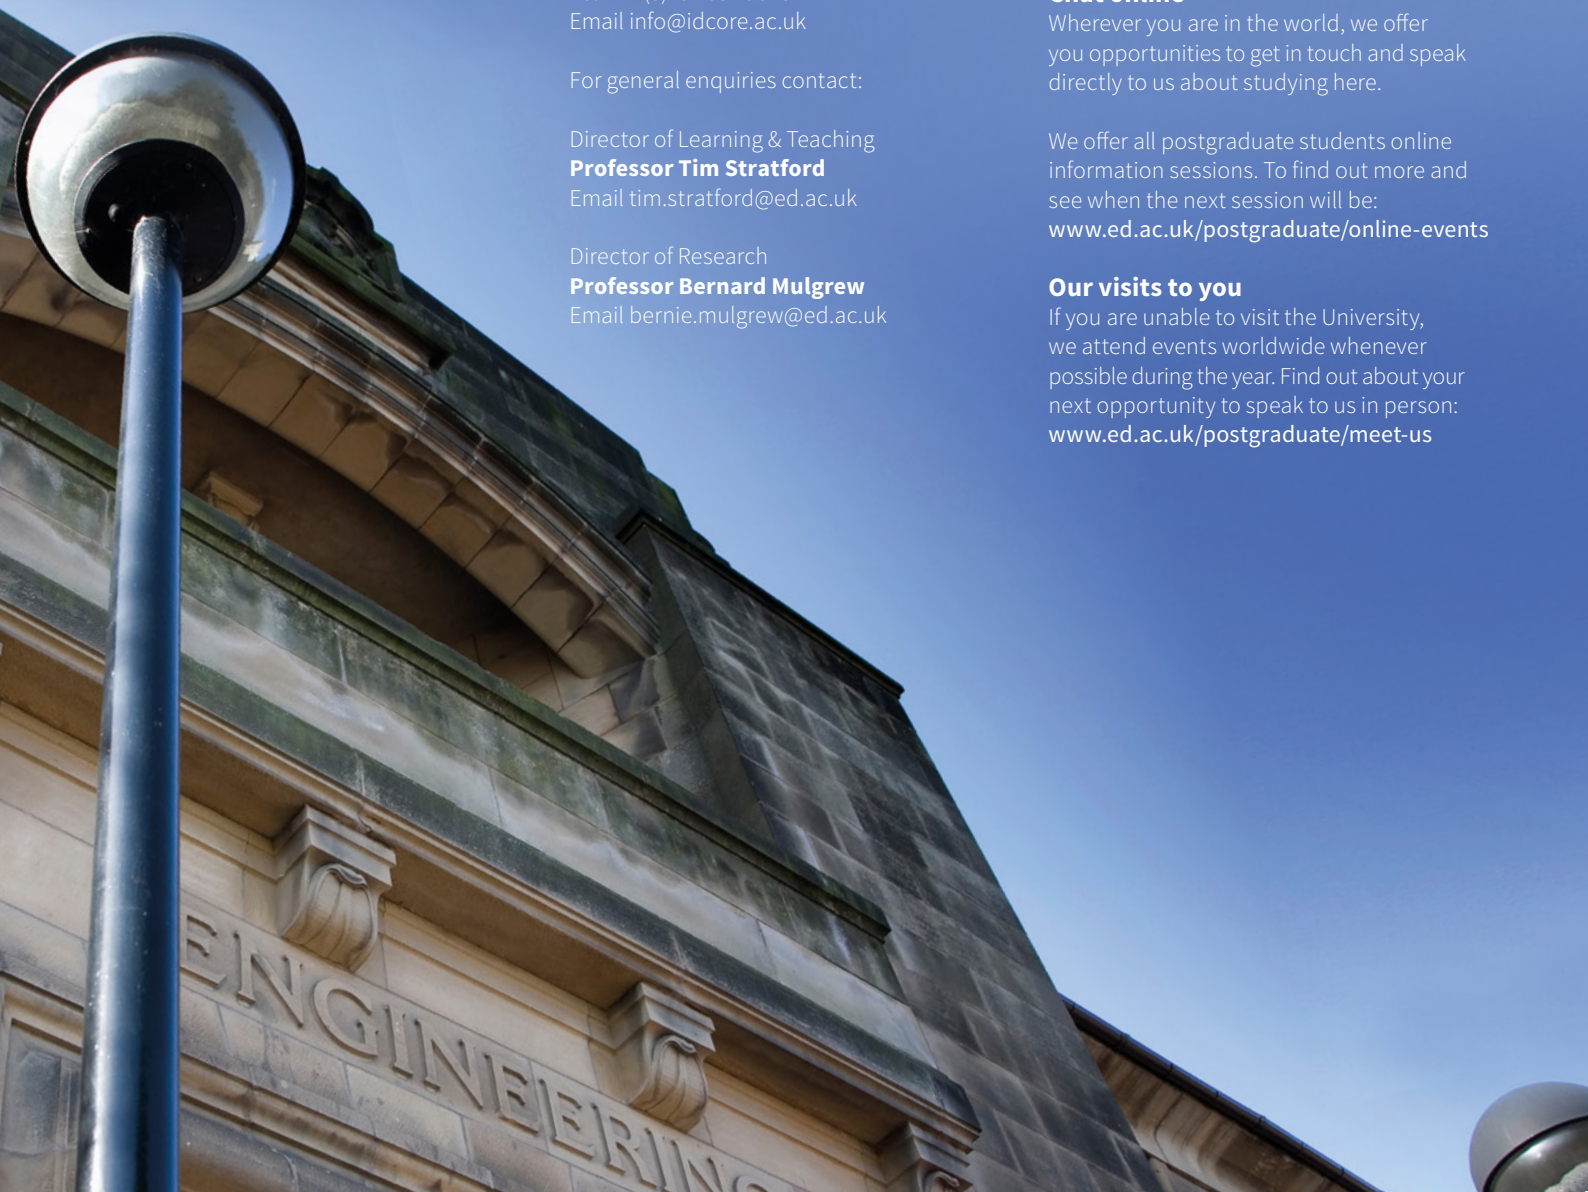 Email info@idcore.ac.uk
For general enquiries contact:
Director of Learning & Teaching
Professor Tim Stratford
Email tim.stratford@ed.ac.uk
Director of Research
Professor Bernard Mulgrew
Email bernie.mulgrew@ed.ac.uk
Chat online
Wherever you are in the world, we offer
you opportunities to get in touch and speak
directly to us about studying here.
We offer all postgraduate students online
information sessions. To find out more and
see when the next session will be:
www.ed.ac.uk/postgraduate/online-events
Our visits to you
If you are unable to visit the University,
we attend events worldwide whenever
possible during the year. Find out about your
next opportunity to speak to us in person:
www.ed.ac.uk/postgraduate/meet-us
ENGINEERING